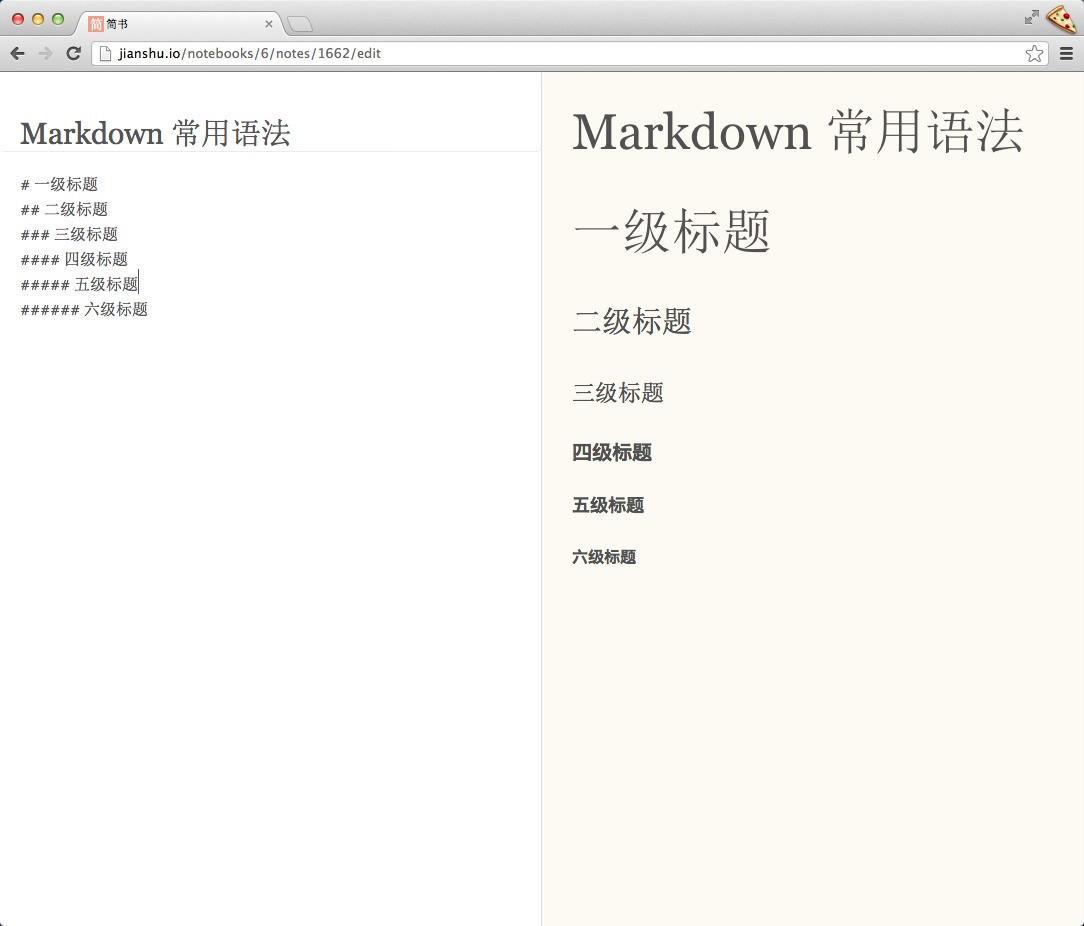 简 简书
jianshu.io/notebooks/6/notes/1662/edit
Markdown 常用语法
# 一级标题
## 二级标题
### 三级标题
#### 四级标题
##### 五级标题
###### 六级标题
Markdown 常用语法
一级标题
二级标题
三级标题
四级标题
五级标题
六级标题